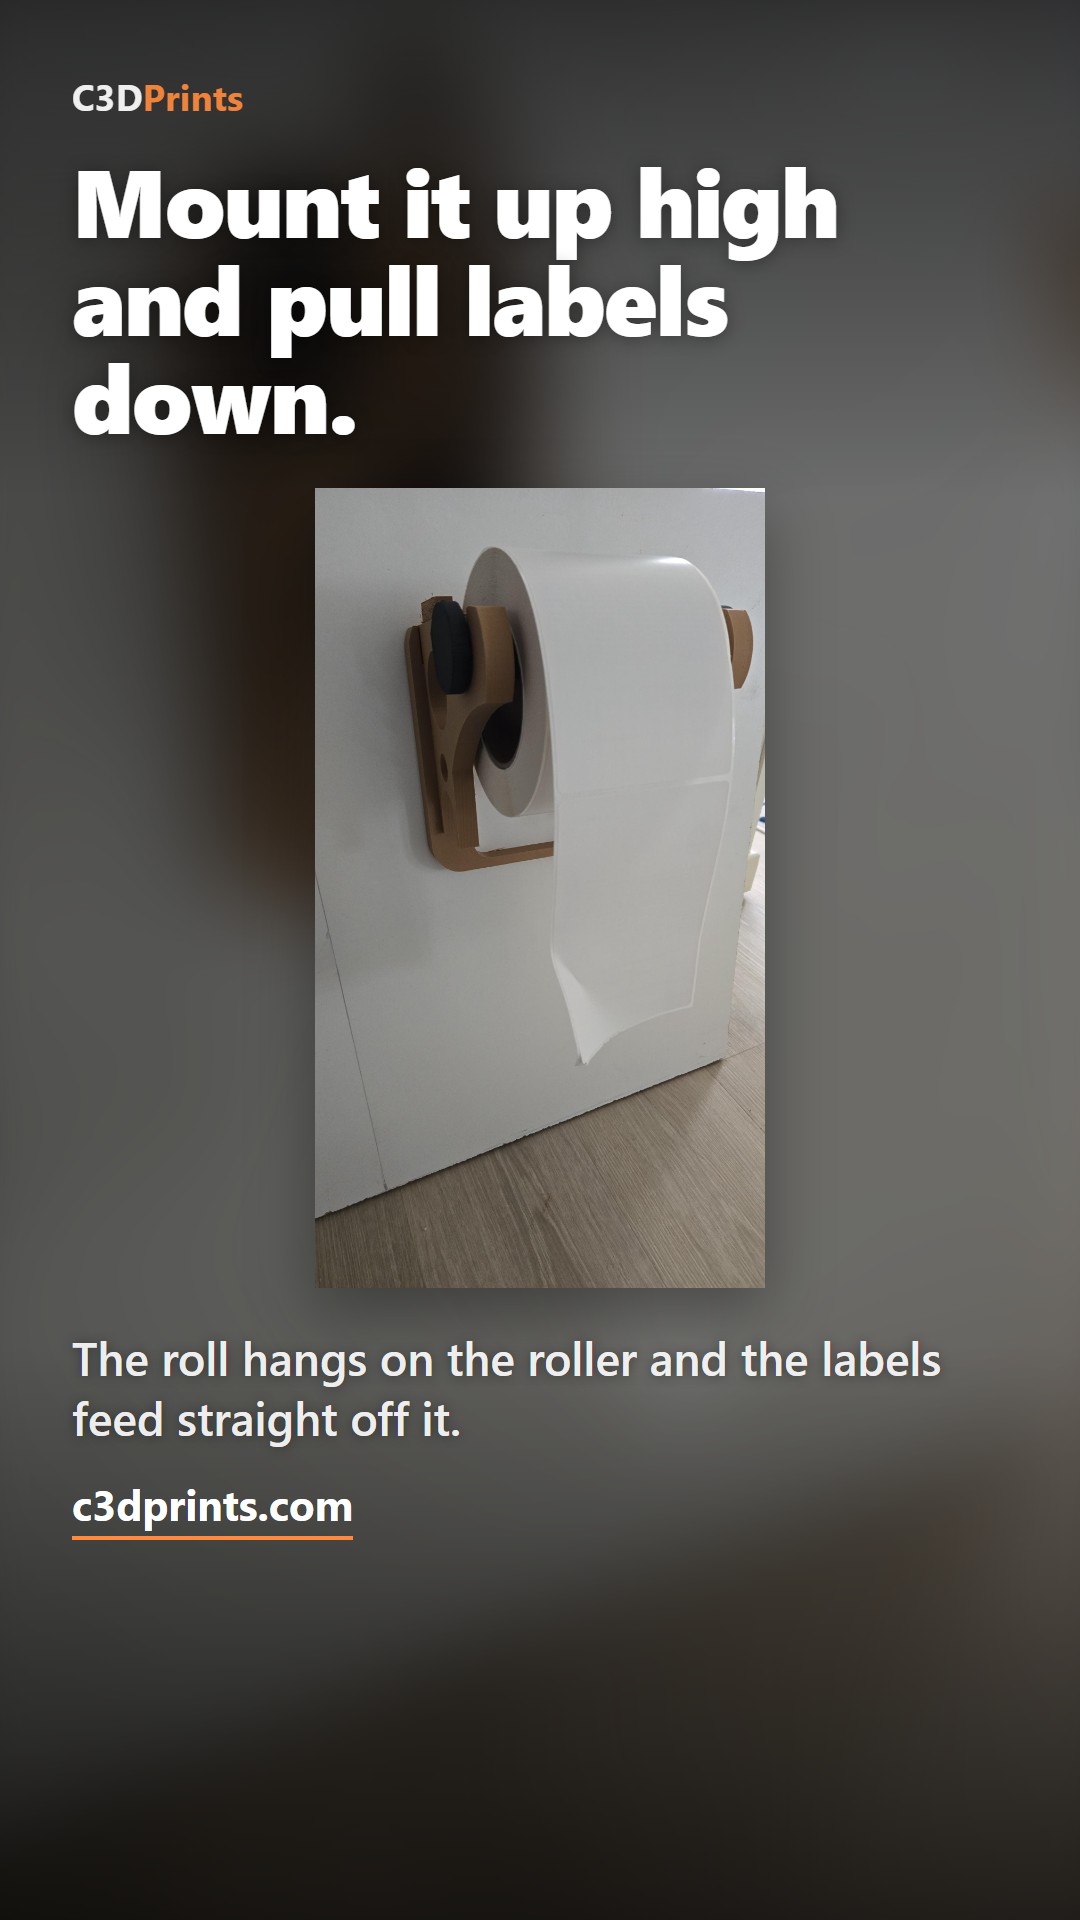 C3DPrints
Mount it up high
and pull labels
down.
The roll hangs on the roller and the labels
feed straight off it.
c3dprints.com